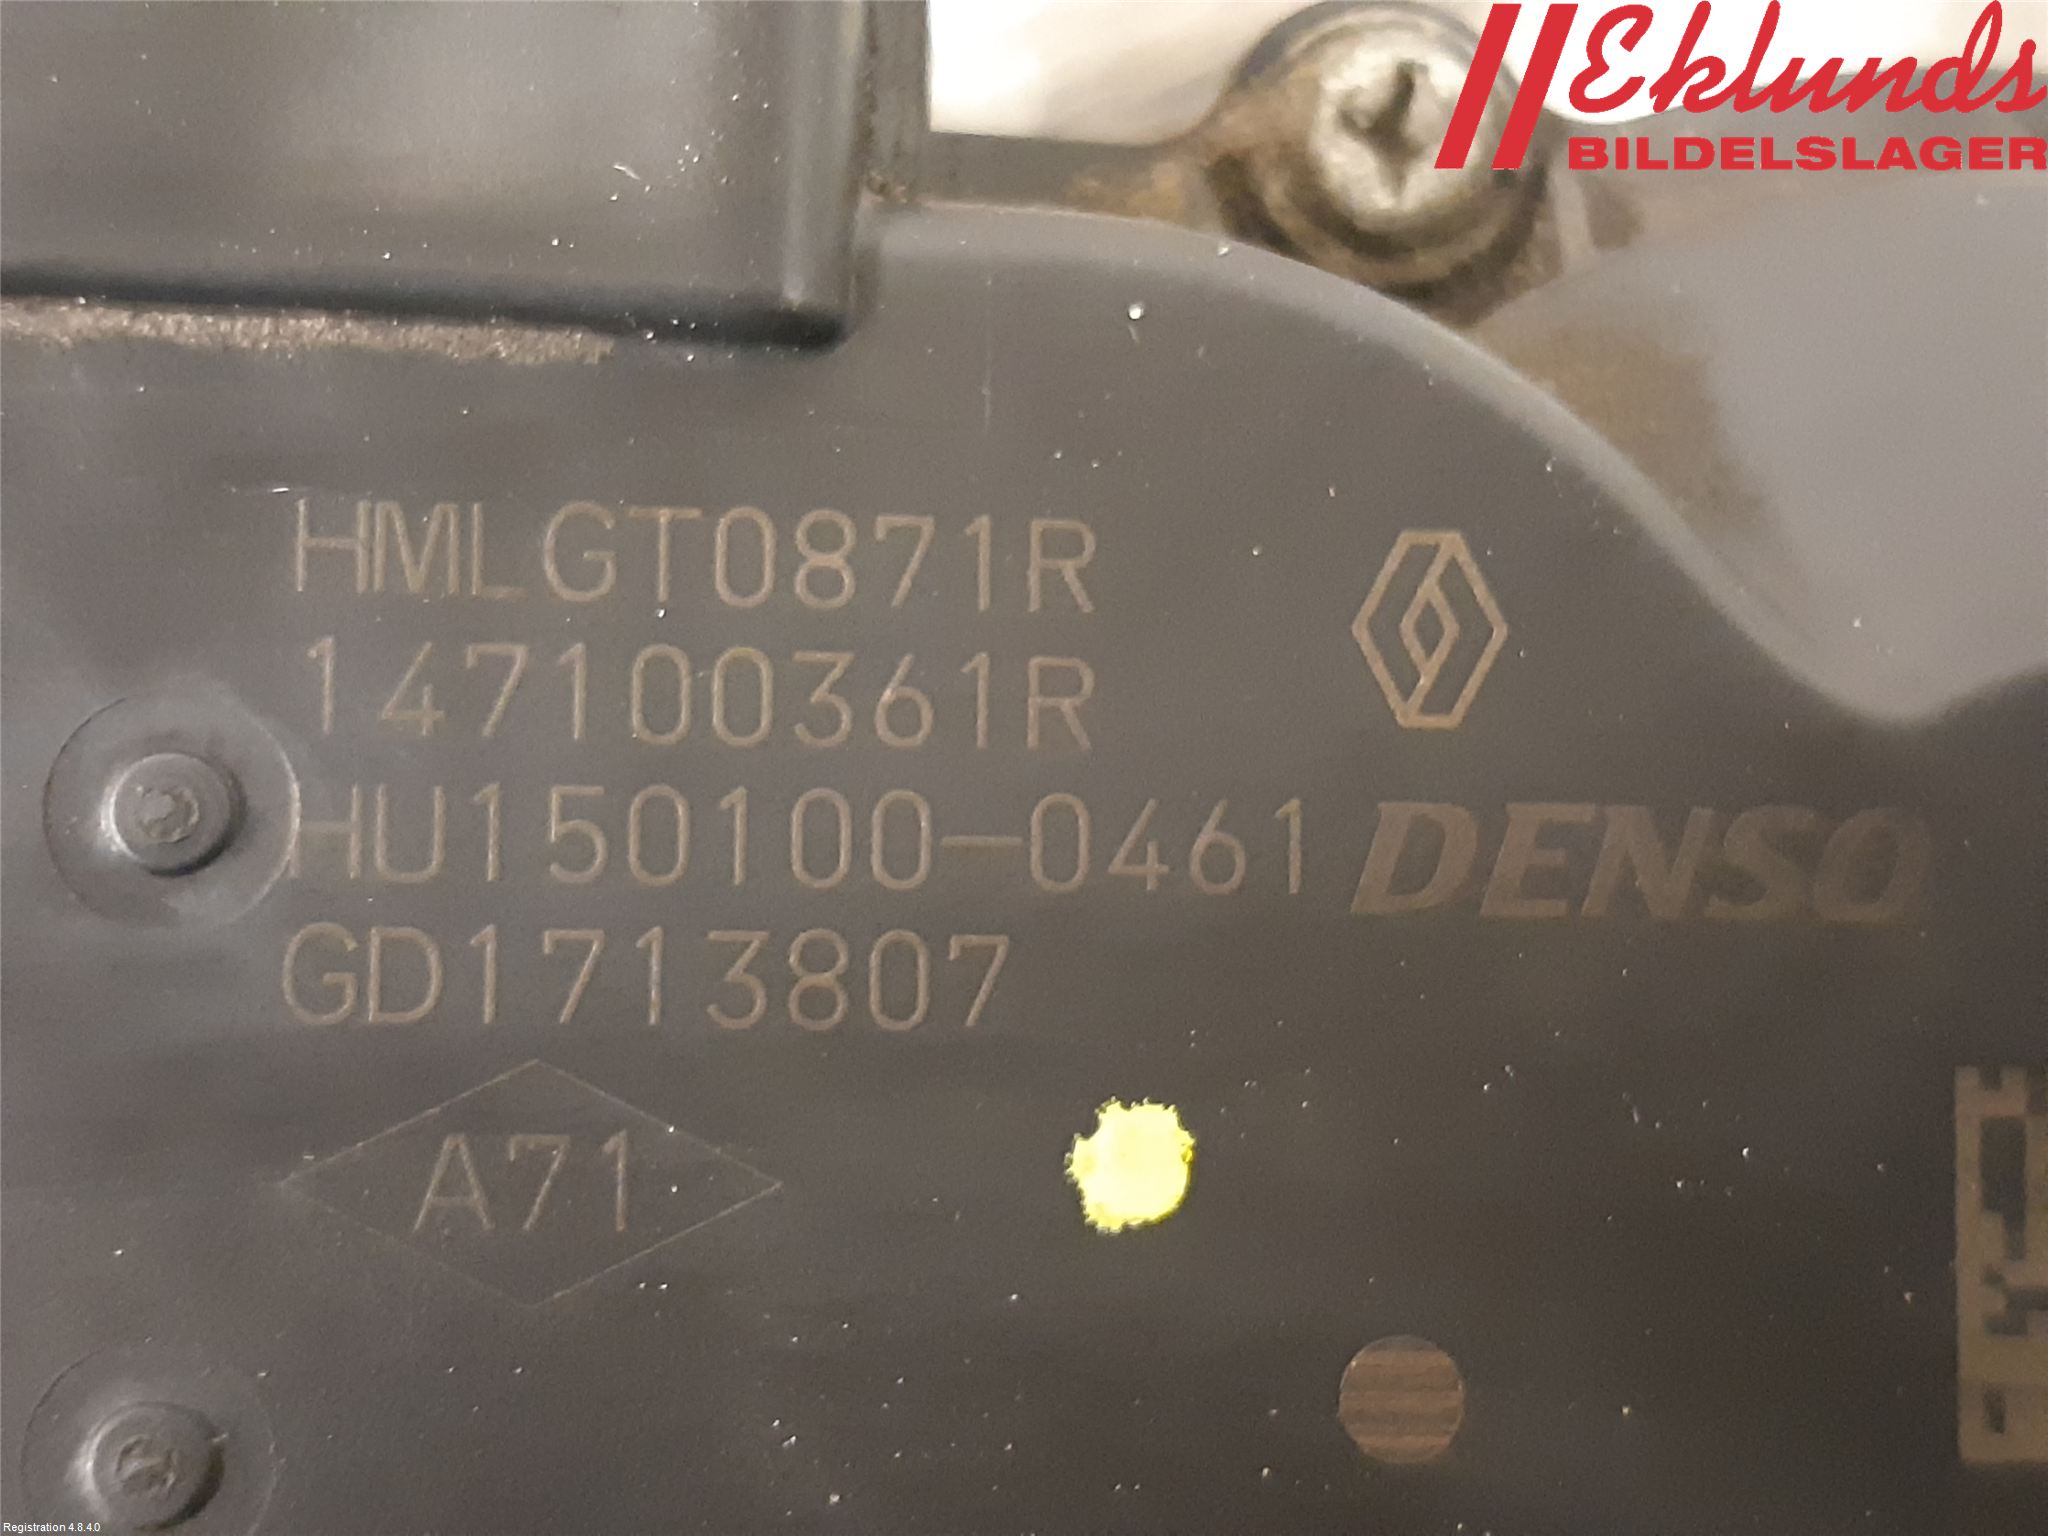 Eklunds
BILDELSLAGER
HMLGT0871R
147100361R
HU150100-0461 DENSO
GD1713807
A71
Registration 4.8.4.0